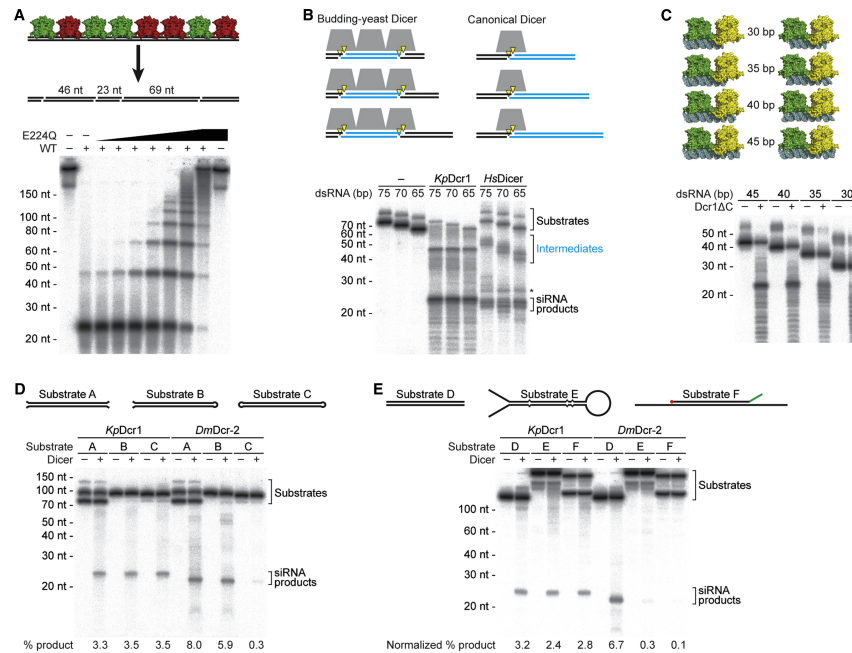 A
46 nt 23 nt 69 nt
E224Q – –
WT – + + + + + + + + –
150 nt -
100 nt -
80 nt -
60 nt -
50 nt -
40 nt -
30 nt -
20 nt -
B
Budding-yeast Dicer Canonical Dicer
– KpDcr1 HsDicer
75 70 65 75 70 65 75 70 65 dsRNA (bp)
70 nt -
60 nt -
50 nt -
40 nt -
30 nt -
20 nt -
Substrates
Intermediates
*
siRNA
products
C
30 bp
35 bp
40 bp
45 bp
dsRNA (bp) 45 40 35 30
Dcr1ΔC – + – + – + –
50 nt -
40 nt -
30 nt -
20 nt -
D
Substrate A Substrate B Substrate C
KpDcr1 DmDcr-2
Substrate A B C A B C
Dicer – + – + – + – + – + – +
150 nt -
100 nt -
70 nt -
50 nt -
40 nt -
30 nt -
20 nt -
Substrates
siRNA
products
% product 3.3 3.5 3.5 8.0 5.9 0.3
E
Substrate D Substrate E Substrate F
KpDcr1 DmDcr-2
Substrate D E F D E F
Dicer – + – + – + – + – + – +
100 nt -
60 nt -
40 nt -
30 nt -
20 nt -
Substrates
siRNA
products
Normalized % product 3.2 2.4 2.8 6.7 0.3 0.1